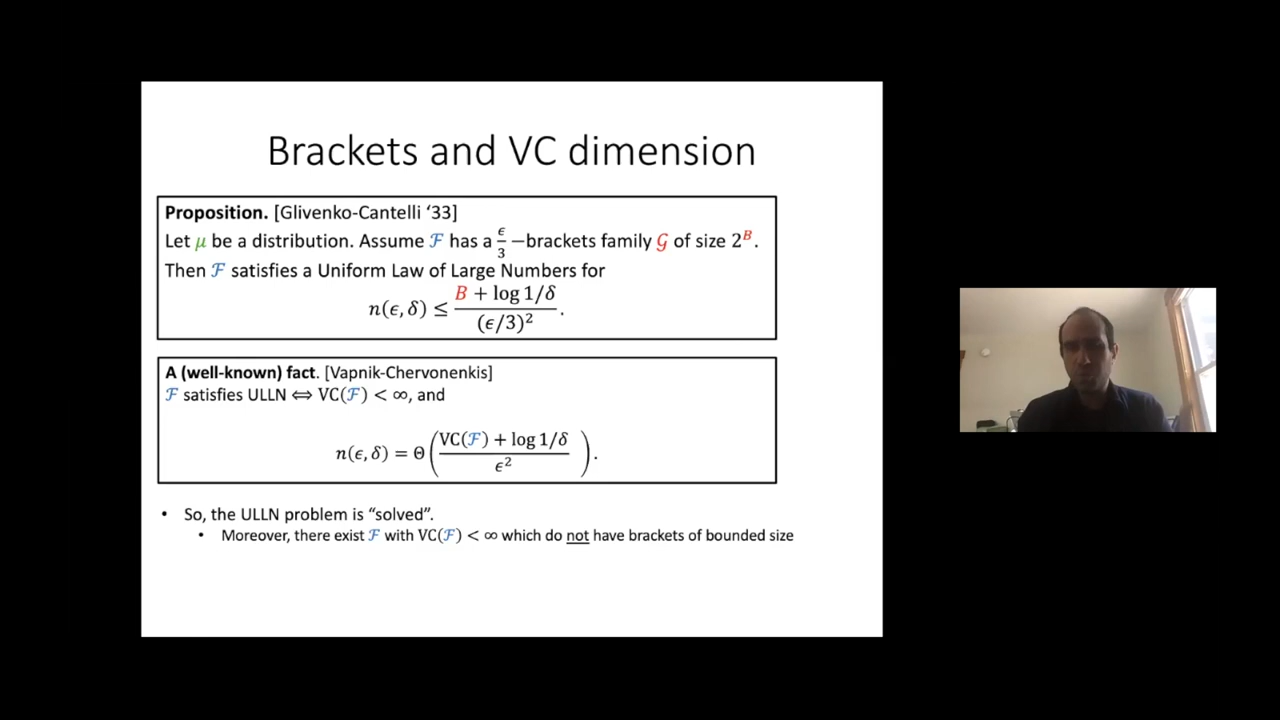 Brackets and VC dimension
Proposition. [Glivenko-Cantelli ‘33]
Let μ be a distribution. Assume ℱ has a ϵ/3 −brackets family 𝒢 of size 2^B.
Then ℱ satisfies a Uniform Law of Large Numbers for
n(ϵ, δ) ≤ (B + log 1/δ)/(ϵ/3)^2 .
A (well-known) fact. [Vapnik-Chervonenkis]
ℱ satisfies ULLN ⟺ VC(ℱ) < ∞, and
n(ϵ, δ) = Θ((VC(ℱ) + log 1/δ)/ϵ^2).
• So, the ULLN problem is “solved”.
• Moreover, there exist ℱ with VC(ℱ) < ∞ which do not have brackets of bounded size